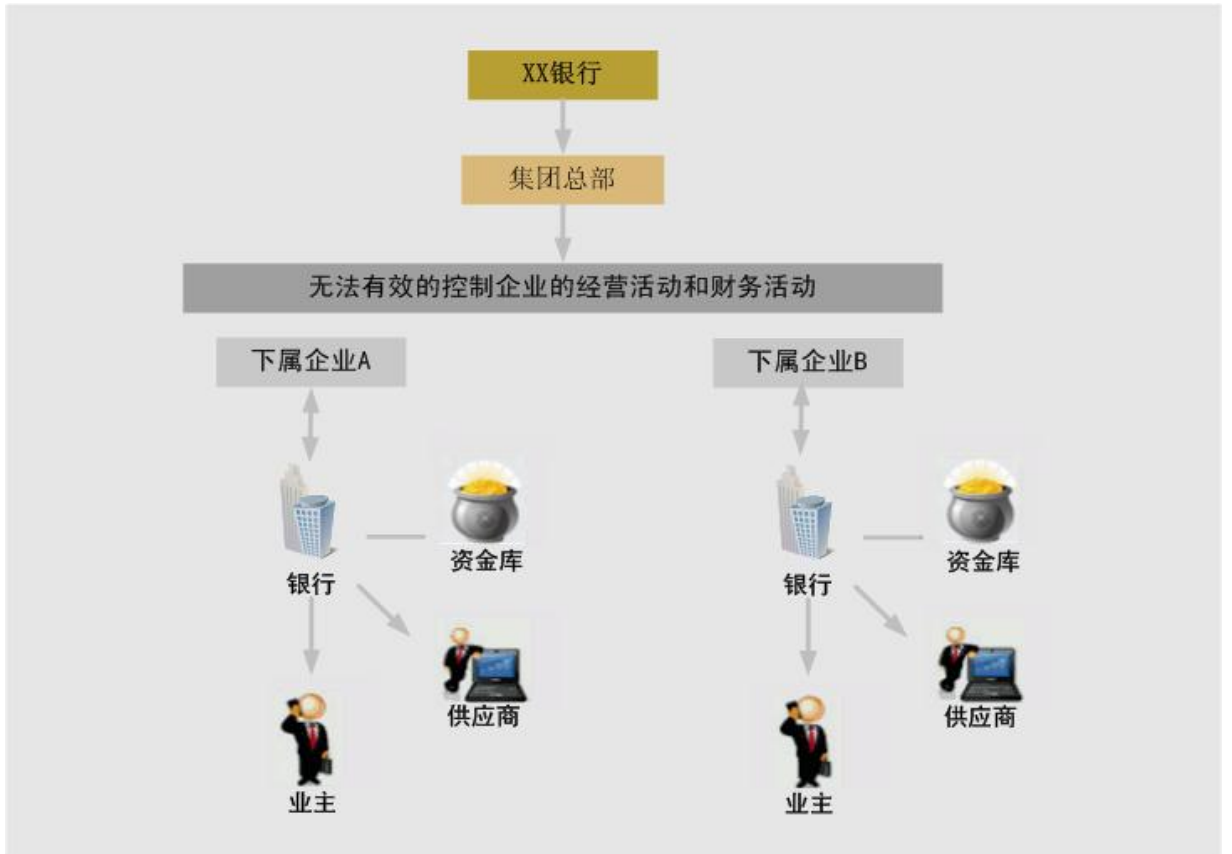 XX银行
集团总部
无法有效的控制企业的经营活动和财务活动
下属企业A
下属企业B
资金库
资金库
银行
银行
供应商
供应商
业主
业主